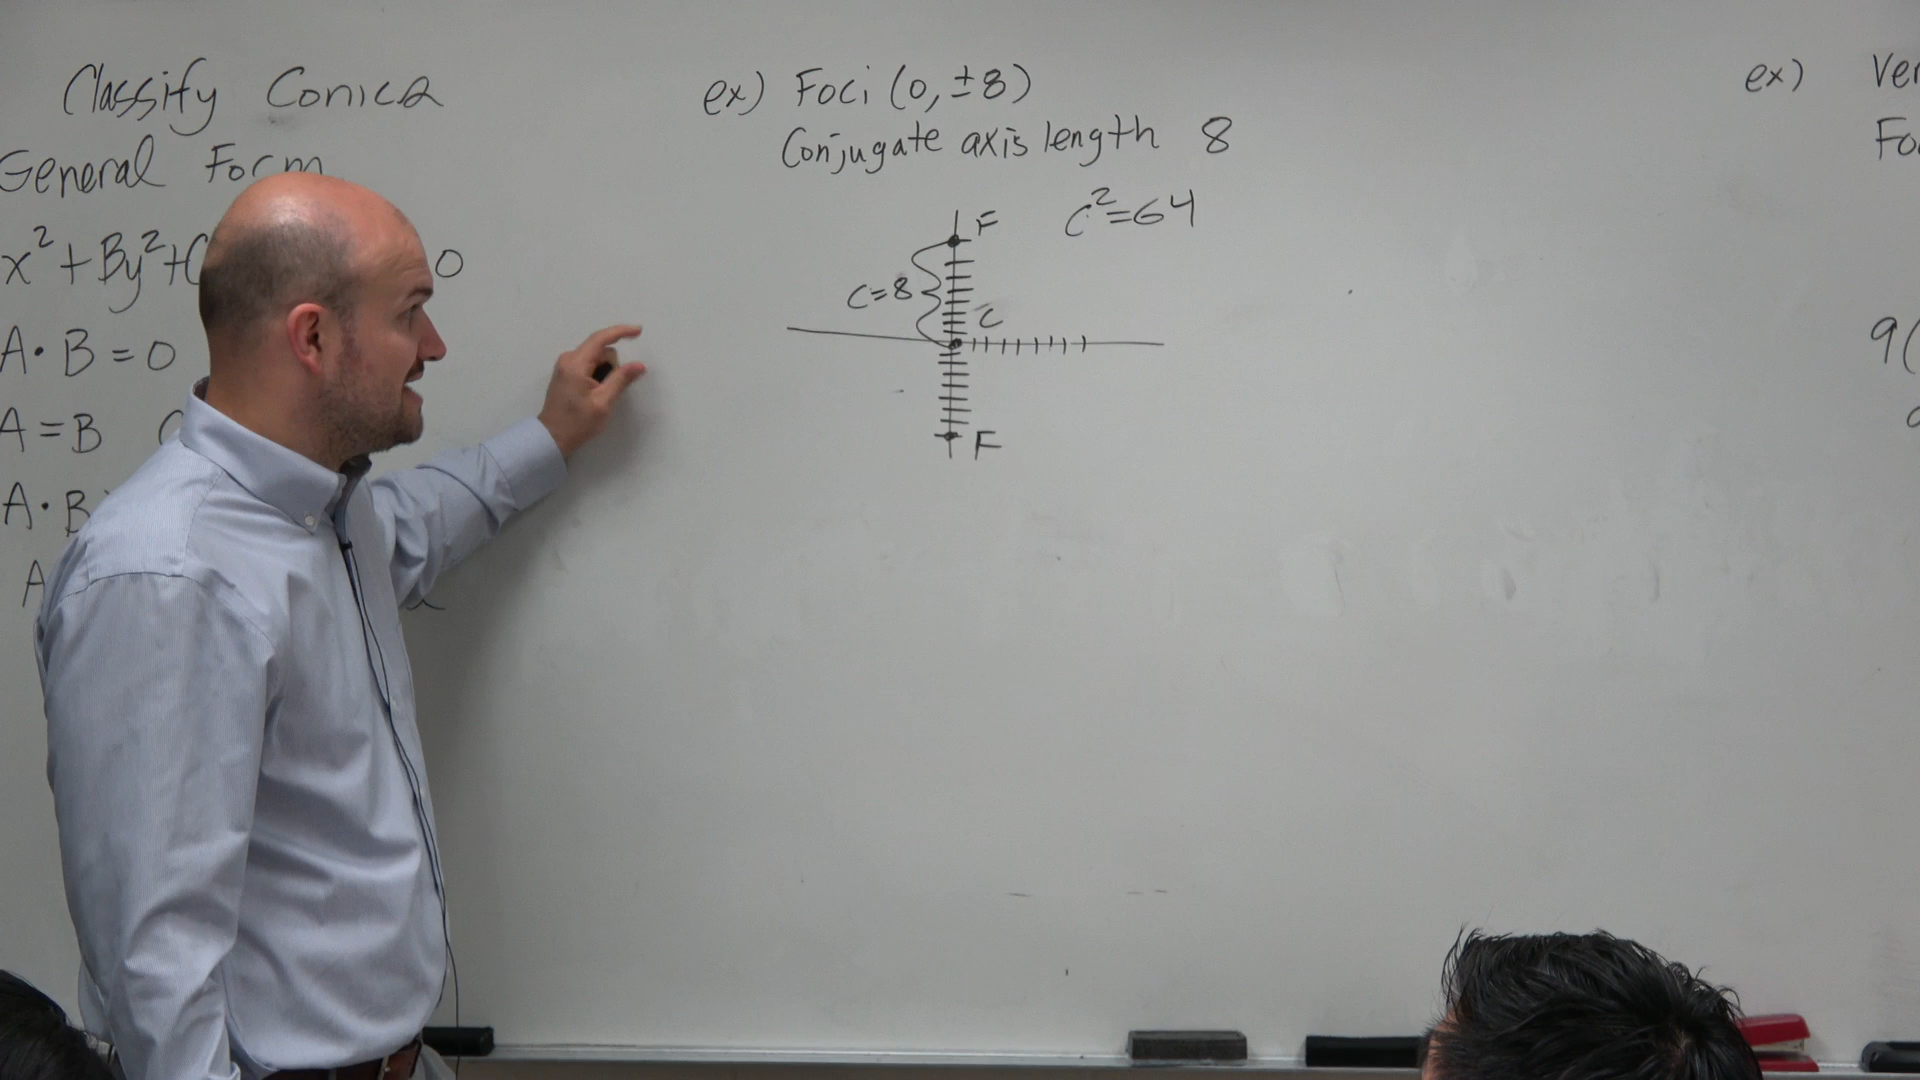 Classify Conics
General Form
x²+By²+C 0
A·B=0
A=B C
A·B
A
ex) Foci (0,±8)
Conjugate axis length 8
F c²=64
C=8
C
F
ex) Ver
Fo
9(